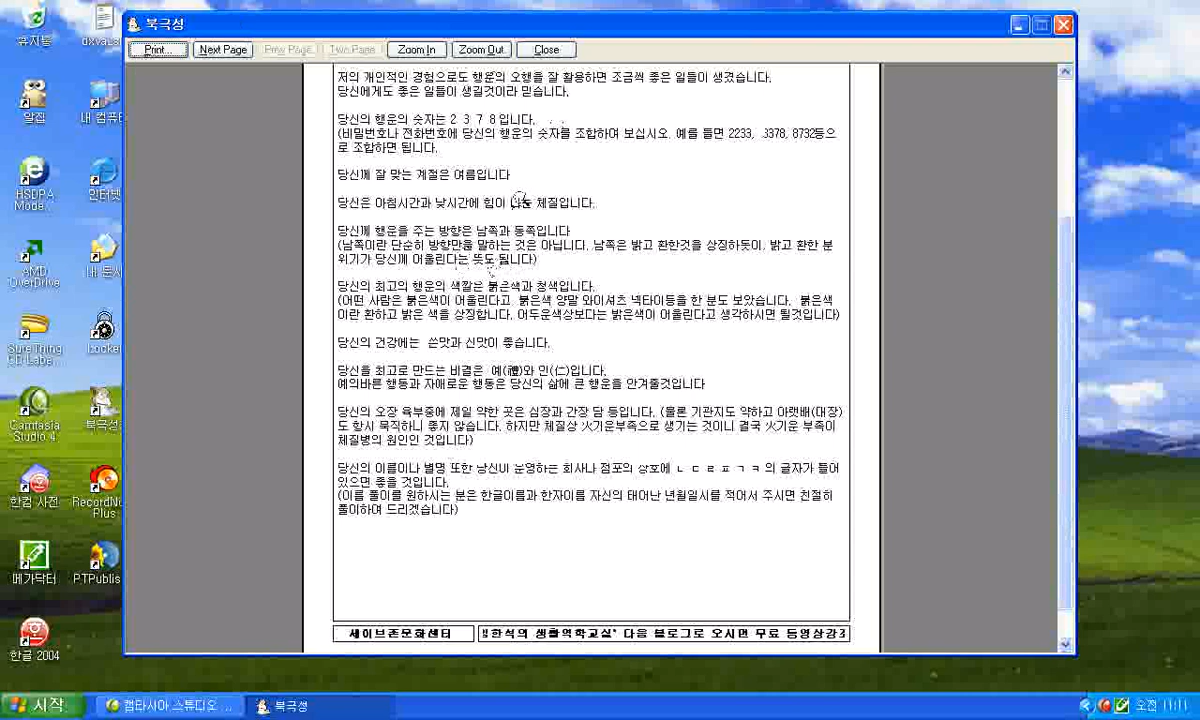 북극성
Print... Next Page Prev Page Two Page Zoom In Zoom Out Close
저의 개인적인 경험으로도 행운의 오행을 잘 활용하면 조금씩 좋은 일들이 생겼습니다.
당신에게도 좋은 일들이 생길것이라 믿습니다.
당신의 행운의 숫자는 2 3 7 8 입니다.
(비밀번호나 전화번호에 당신의 행운의 숫자를 조합하여 보십시오. 예를 들면 2233, 3378, 8732등으
로 조합하면 됩니다.
당신께 잘 맞는 계절은 여름입니다
당신은 아침시간과 낮시간에 힘이 나는 체질입니다.
당신께 행운을 주는 방향은 남쪽과 동쪽입니다
(남쪽이란 단순히 방향만을 말하는 것은 아닙니다. 남쪽은 밝고 환한것을 상징하듯이, 밝고 환한 분
위기가 당신께 어울린다는 뜻도 됩니다)
당신의 최고의 행운의 색깔은 붉은색과 청색입니다.
(어떤 사람은 붉은색이 어울린다고 붉은색 양말 와이셔츠 넥타이등을 한 분도 보았습니다. 붉은색
이란 환하고 밝은 색을 상징합니다. 어두운색상보다는 밝은색이 어울린다고 생각하시면 될것입니다)
당신의 건강에는 쓴맛과 신맛이 좋습니다.
당신을 최고로 만드는 비결은 예(禮)와 인(仁)입니다.
예의바른 행동과 자애로운 행동은 당신의 삶에 큰 행운을 안겨줄것입니다
당신의 오장 육부중에 제일 약한 곳은 심장과 간장 담 등입니다. (물론 기관지도 약하고 아랫배(대장)
도 항시 묵직하니 좋지 않습니다. 하지만 체질상 火기운부족으로 생기는 것이니 결국 火기운 부족이
체질병의 원인인 것입니다)
당신의 이름이나 별명 또한 당신이 운영하는 회사나 점포의 상호에 ㄴ ㄷ ㄹ ㅍ ㄱ ㅋ 의 글자가 들어
있으면 좋을 것입니다.
(이름 풀이를 원하시는 분은 한글이름과 한자이름 자신의 태어난 년월일시를 적어서 주시면 친절히
풀이하여 드리겠습니다)
세이브존문화센터
한석의 생활역학교실" 다음 블로그로 오시면 무료 동영상강
휴지통
알집
내 컴퓨터
HSDPA Mode...
인터넷
AMD OverDrive
내 문서
SureThing CD Labe...
Locker
Camtasia Studio 4
북극성
한컴 사전
RecordNow Plus
메가닥터
PTPublis
한글 2004
시작
캡타시아 스튜디오 ...
북극성
오전 11:11